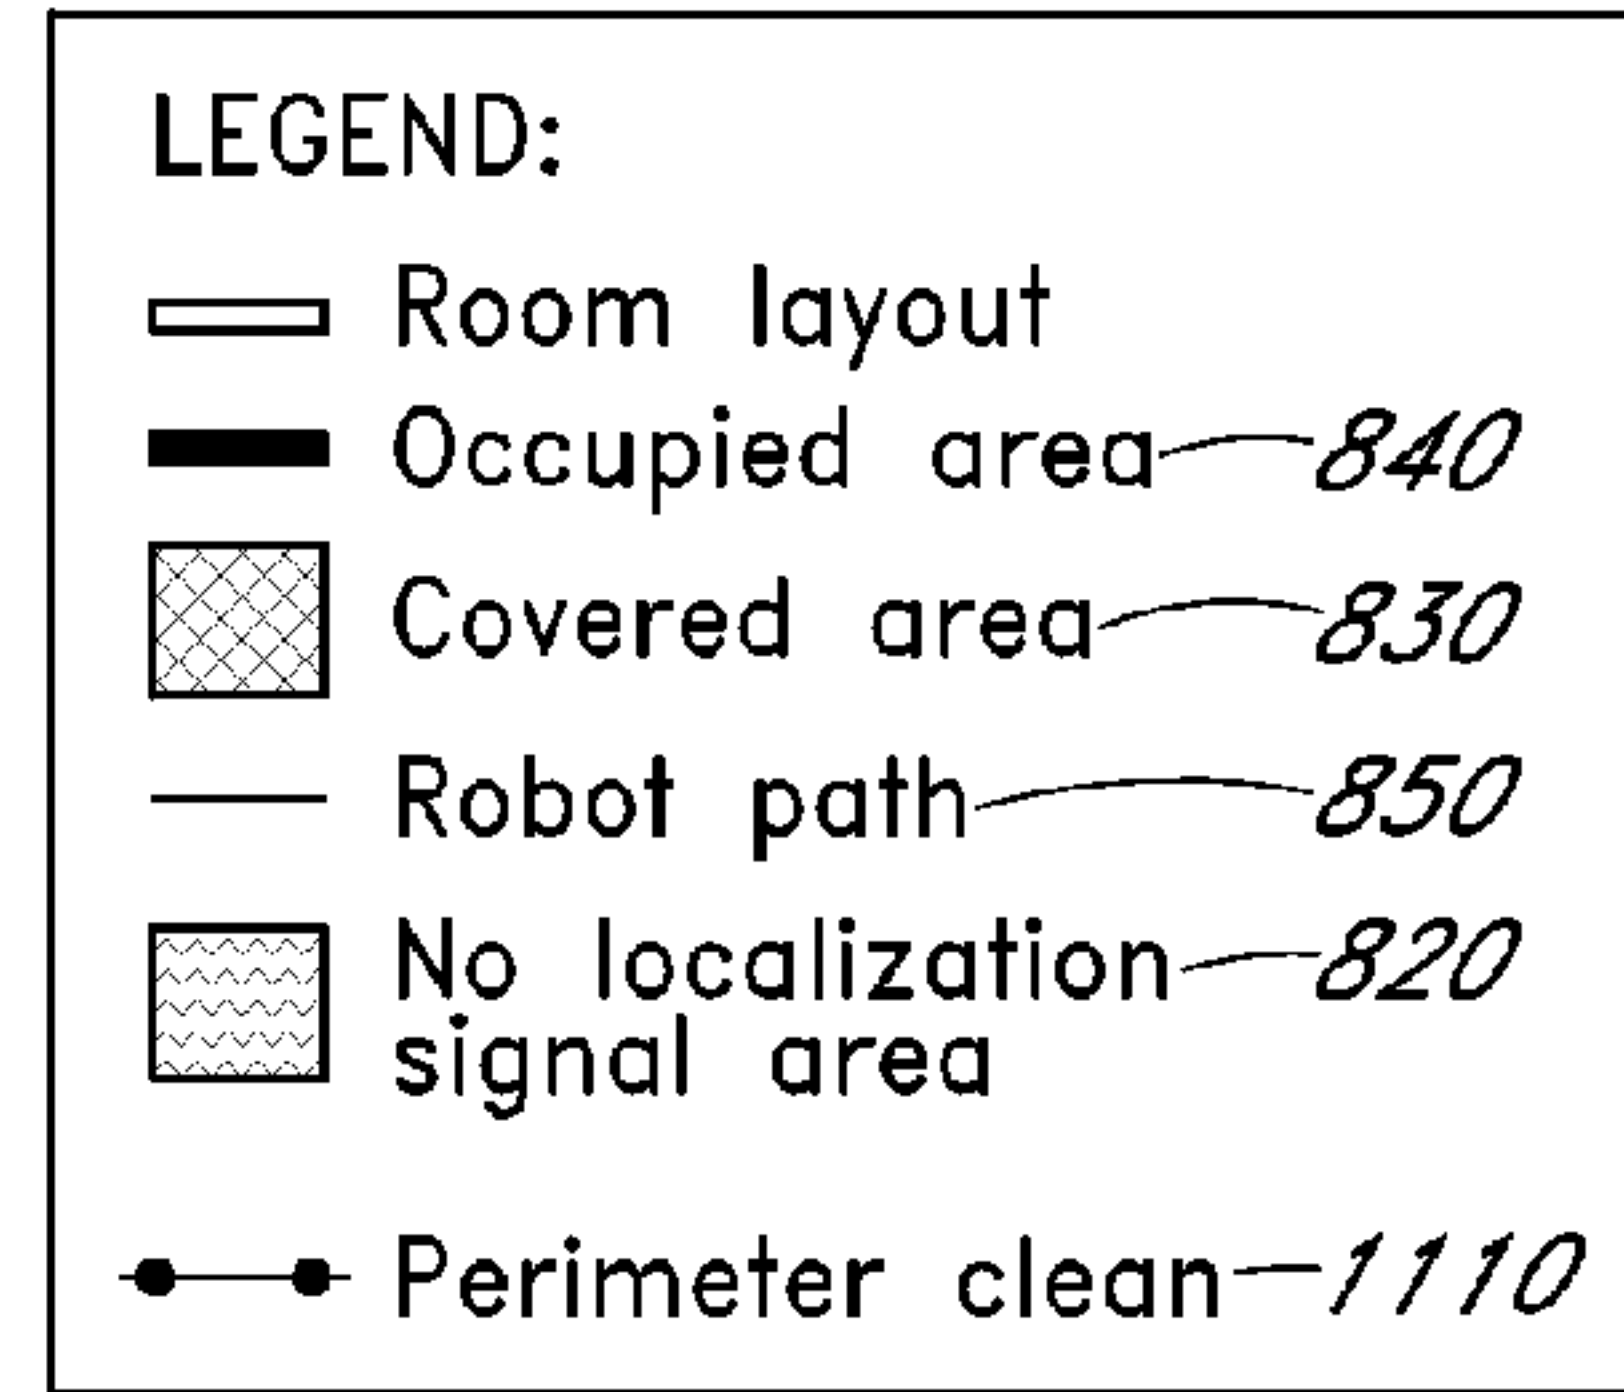 LEGEND:
Room layout
Occupied area 840
Covered area 830
Robot path 850
No localization 820
signal area
Perimeter clean 1110